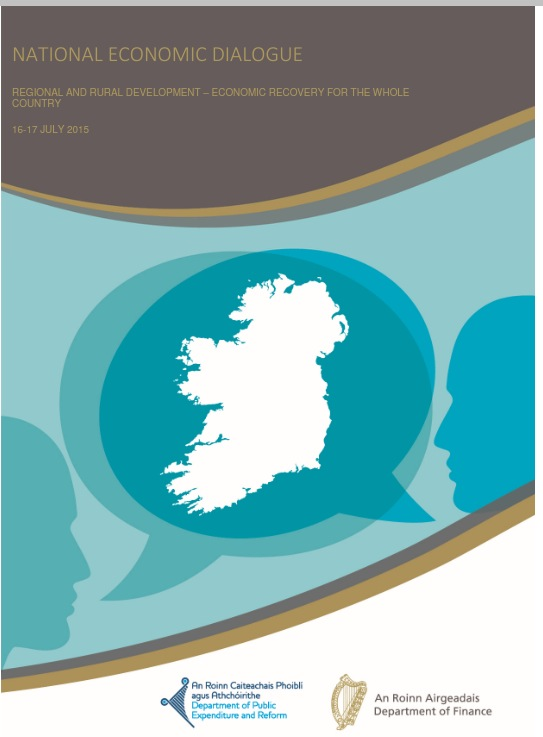 NATIONAL ECONOMIC DIALOGUE
REGIONAL AND RURAL DEVELOPMENT – ECONOMIC RECOVERY FOR THE WHOLE
COUNTRY
16-17 JULY 2015
An Roinn Caiteachais Phoiblí
agus Athchóirithe
Department of Public
Expenditure and Reform
An Roinn Airgeadais
Department of Finance